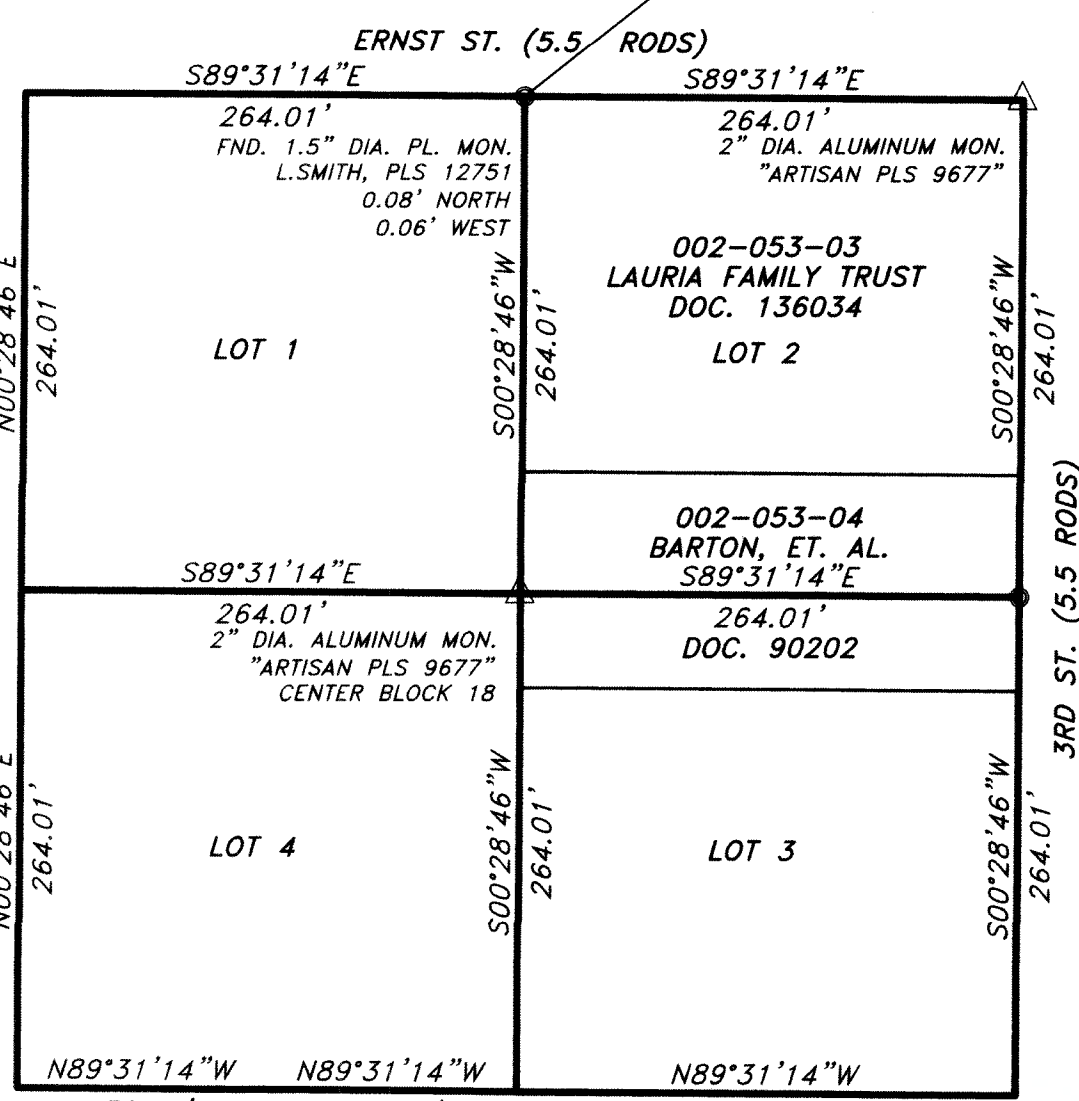 ERNST ST. (5.5 RODS)
S89°31'14"E
S89°31'14"E
264.01'
264.01'
FND. 1.5" DIA. PL. MON.
L.SMITH, PLS 12751
0.08' NORTH
0.06' WEST
2" DIA. ALUMINUM MON.
"ARTISAN PLS 9677"
002-053-03
LAURIA FAMILY TRUST
DOC. 136034
N00°28'46"E
264.01'
LOT 1
S00°28'46"W
264.01'
LOT 2
S00°28'46"W
264.01'
3RD ST. (5.5 RODS)
002-053-04
BARTON, ET. AL.
S89°31'14"E
S89°31'14"E
264.01'
264.01'
2" DIA. ALUMINUM MON.
"ARTISAN PLS 9677"
CENTER BLOCK 18
DOC. 90202
N00°28'46"E
264.01'
LOT 4
S00°28'46"W
264.01'
LOT 3
S00°28'46"W
264.01'
N89°31'14"W
N89°31'14"W
N89°31'14"W